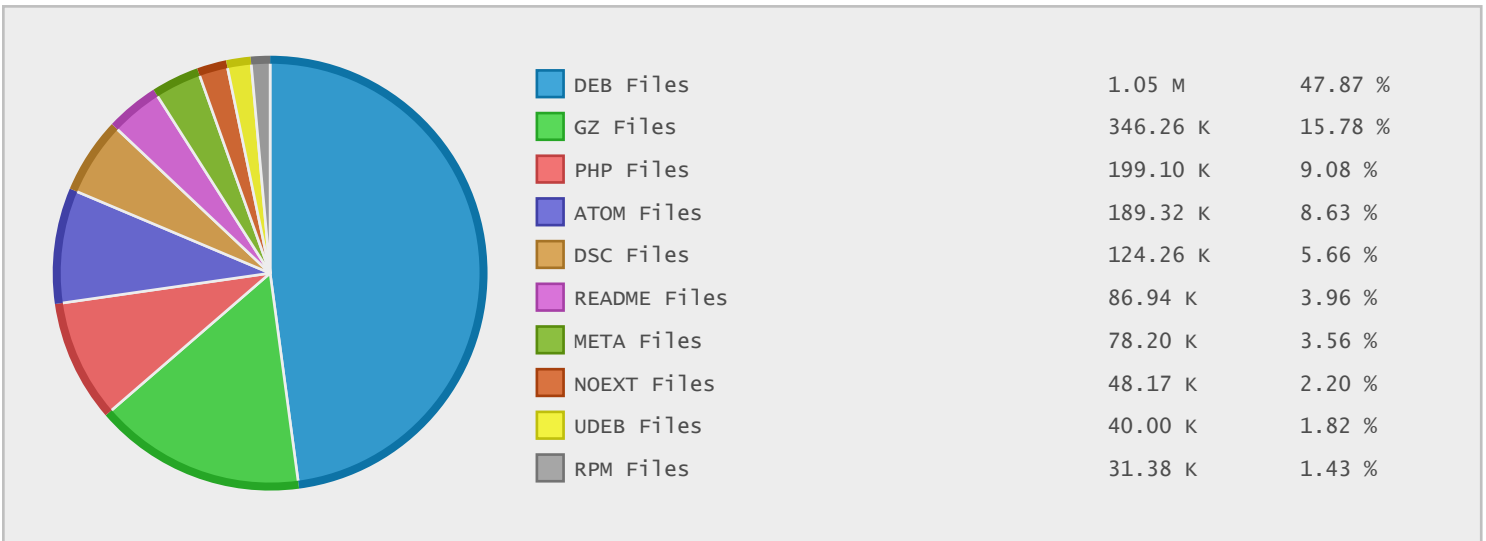 DEB Files 1.05 M 47.87 %
GZ Files 346.26 K 15.78 %
PHP Files 199.10 K 9.08 %
ATOM Files 189.32 K 8.63 %
DSC Files 124.26 K 5.66 %
README Files 86.94 K 3.96 %
META Files 78.20 K 3.56 %
NOEXT Files 48.17 K 2.20 %
UDEB Files 40.00 K 1.82 %
RPM Files 31.38 K 1.43 %